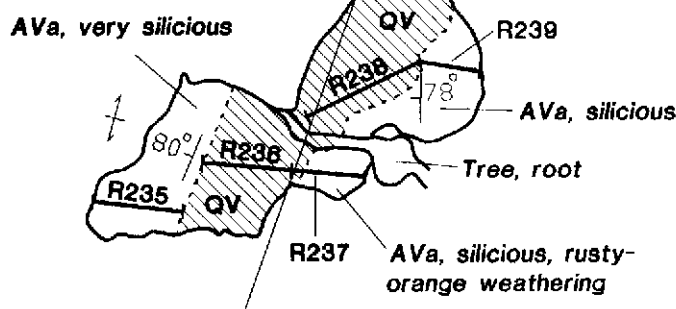 AVa, very silicious
QV
R239
R238
78°
AVa, silicious
80°
R236
Tree, root
R235
QV
R237
AVa, silicious, rusty-
orange weathering